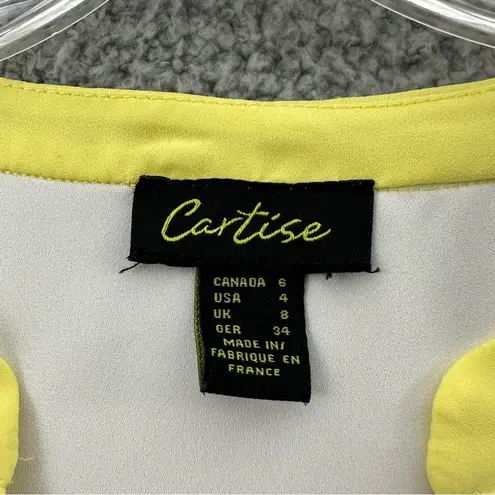 Cartise
CANADA 6
USA 4
UK 8
GER 34
MADE IN/
FABRIQUE EN
FRANCE